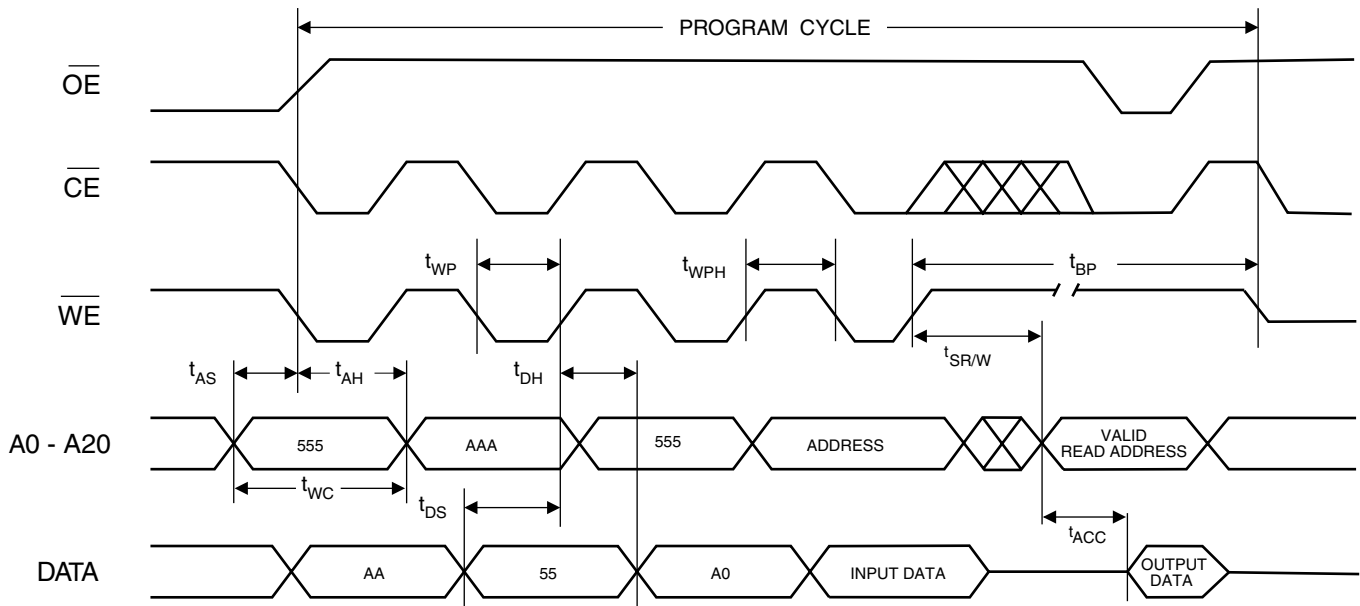 PROGRAM CYCLE
OE
CE
tWP
tWPH
tBP
WE
tSR/W
tAS
tAH
tDH
A0 - A20
555
AAA
555
ADDRESS
VALID
READ ADDRESS
tWC
tDS
tACC
DATA
AA
55
A0
INPUT DATA
OUTPUT
DATA